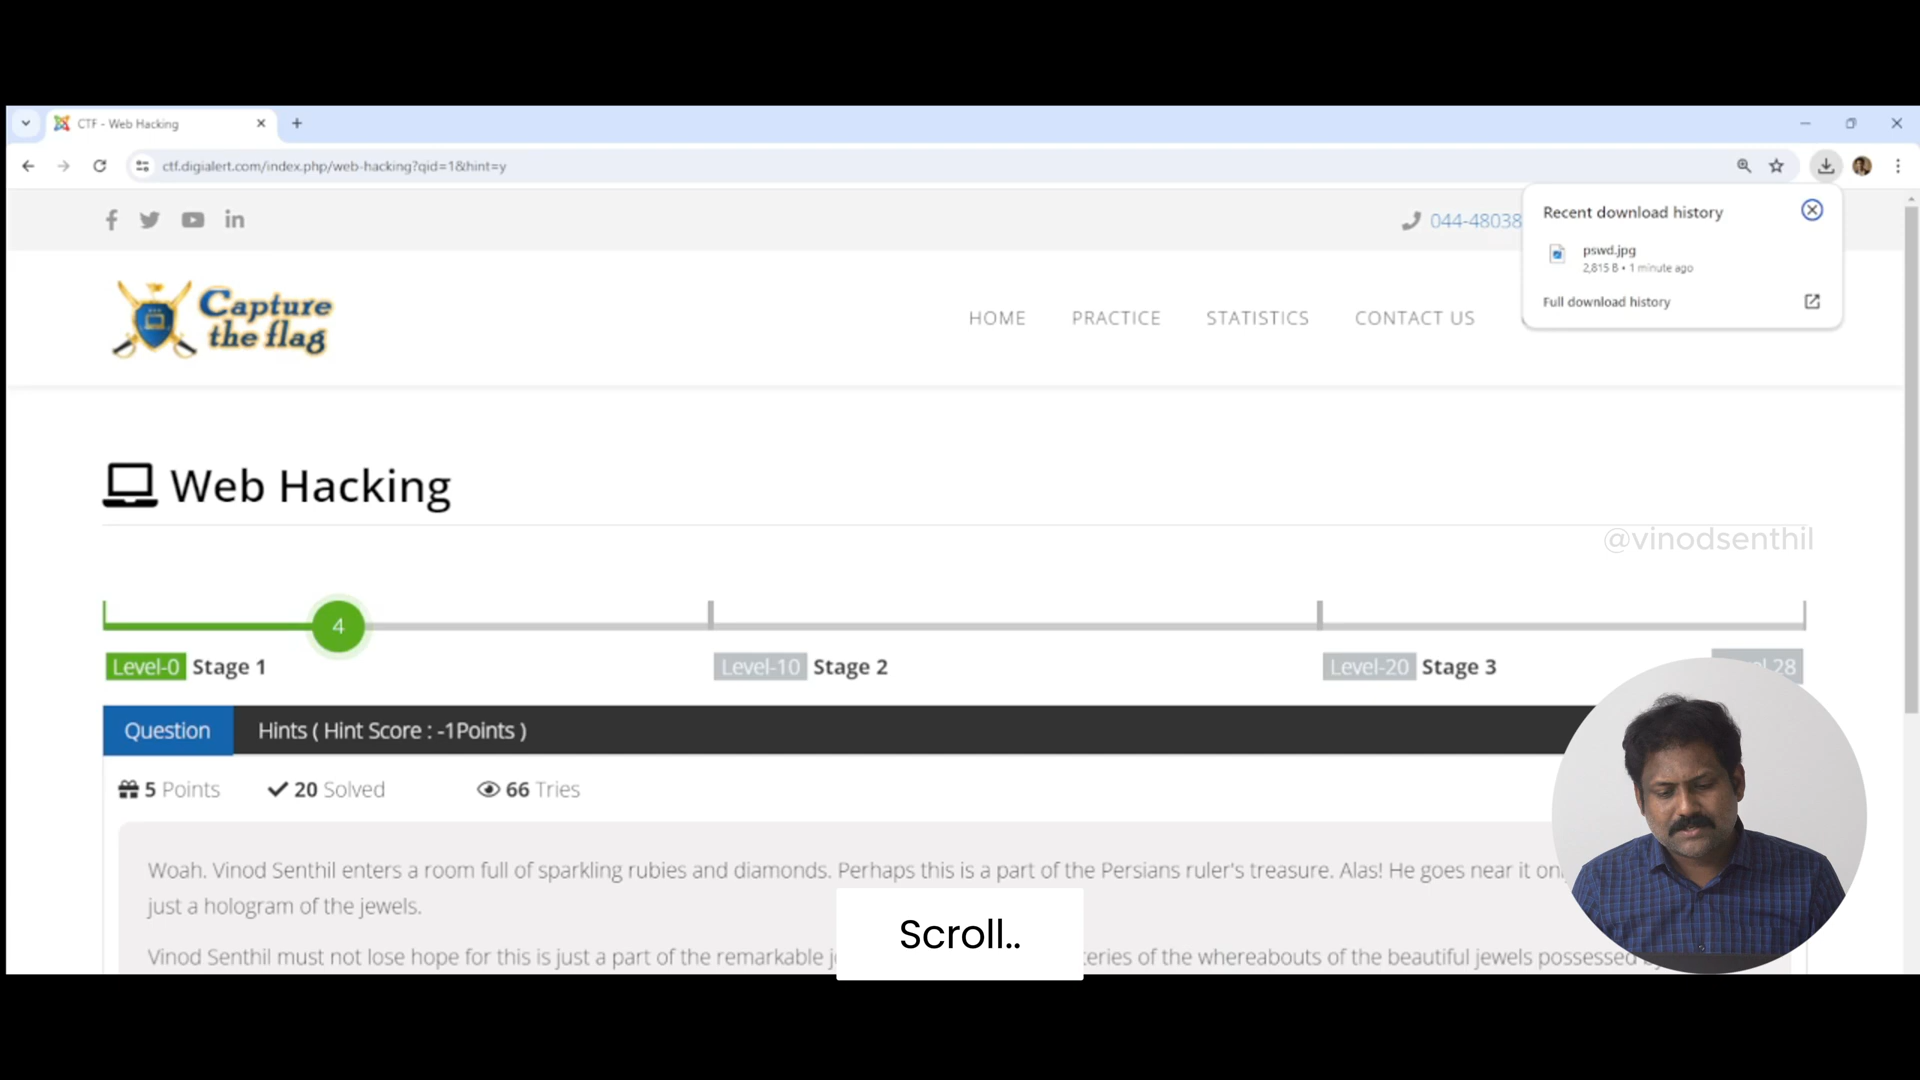 CTF - Web Hacking
ctf.digialert.com/index.php/web-hacking?qid=1&hint=y
Recent download history
pswd.jpg
2,815 B • 1 minute ago
Full download history
044-48038
Capture
the flag
HOME
PRACTICE
STATISTICS
CONTACT US
Web Hacking
@vinodsenthil
4
Level-0 Stage 1
Level-10 Stage 2
Level-20 Stage 3
28
Question
Hints ( Hint Score : -1Points )
5 Points
20 Solved
66 Tries
Woah. Vinod Senthil enters a room full of sparkling rubies and diamonds. Perhaps this is a part of the Persians ruler's treasure. Alas! He goes near it
just a hologram of the jewels.
Vinod Senthil must not lose hope for this is just a part of the remarkable
of the whereabouts of the beautiful jewels possessed
Scroll..